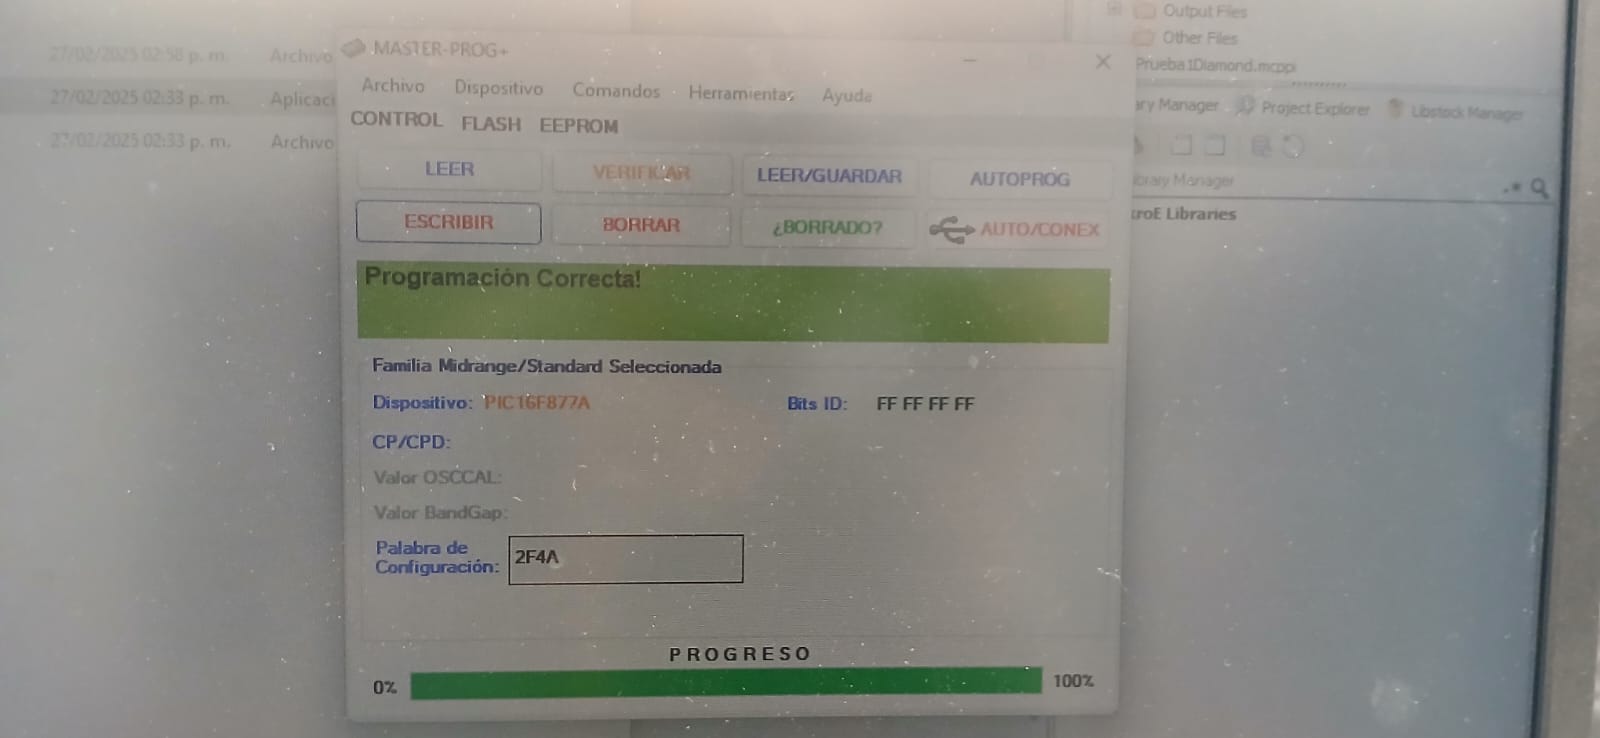 27/02/2025 02:58 p. m. Archivo
27/02/2025 02:33 p. m. Aplicaci
27/02/2025 02:33 p. m. Archivo
MASTER-PROG+
Archivo Dispositivo Comandos Herramientas Ayuda
CONTROL FLASH EEPROM
LEER VERIFICAR LEER/GUARDAR AUTOPROG
ESCRIBIR BORRAR ¿BORRADO? AUTO/CONEX
Programación Correcta!
Familia Midrange/Standard Seleccionada
Dispositivo: PIC16F877A Bits ID: FF FF FF FF
CP/CPD:
Valor OSCCAL:
Valor BandGap:
Palabra de
Configuración: 2F4A
PROGRESO
0% 100%
Output Files
Other Files
Prueba1Diamond.mcppi
ary Manager Project Explorer Libstock Manager
ibrary Manager
kroE Libraries